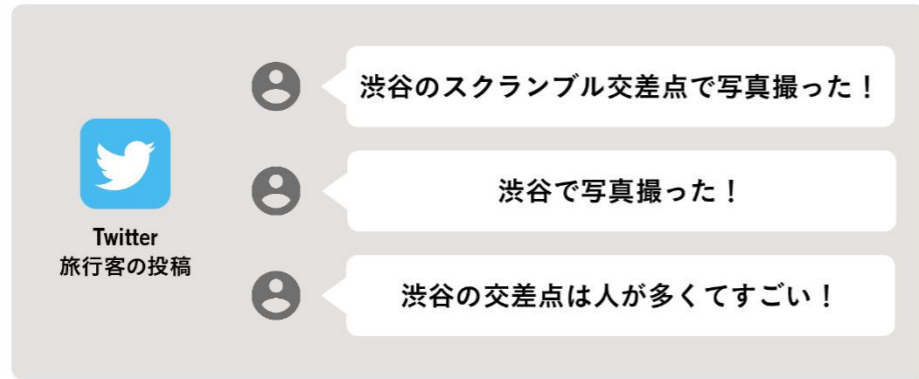 渋谷のスクランブル交差点で写真撮った！
渋谷で写真撮った！
渋谷の交差点は人が多くてすごい！
Twitter
旅行客の投稿